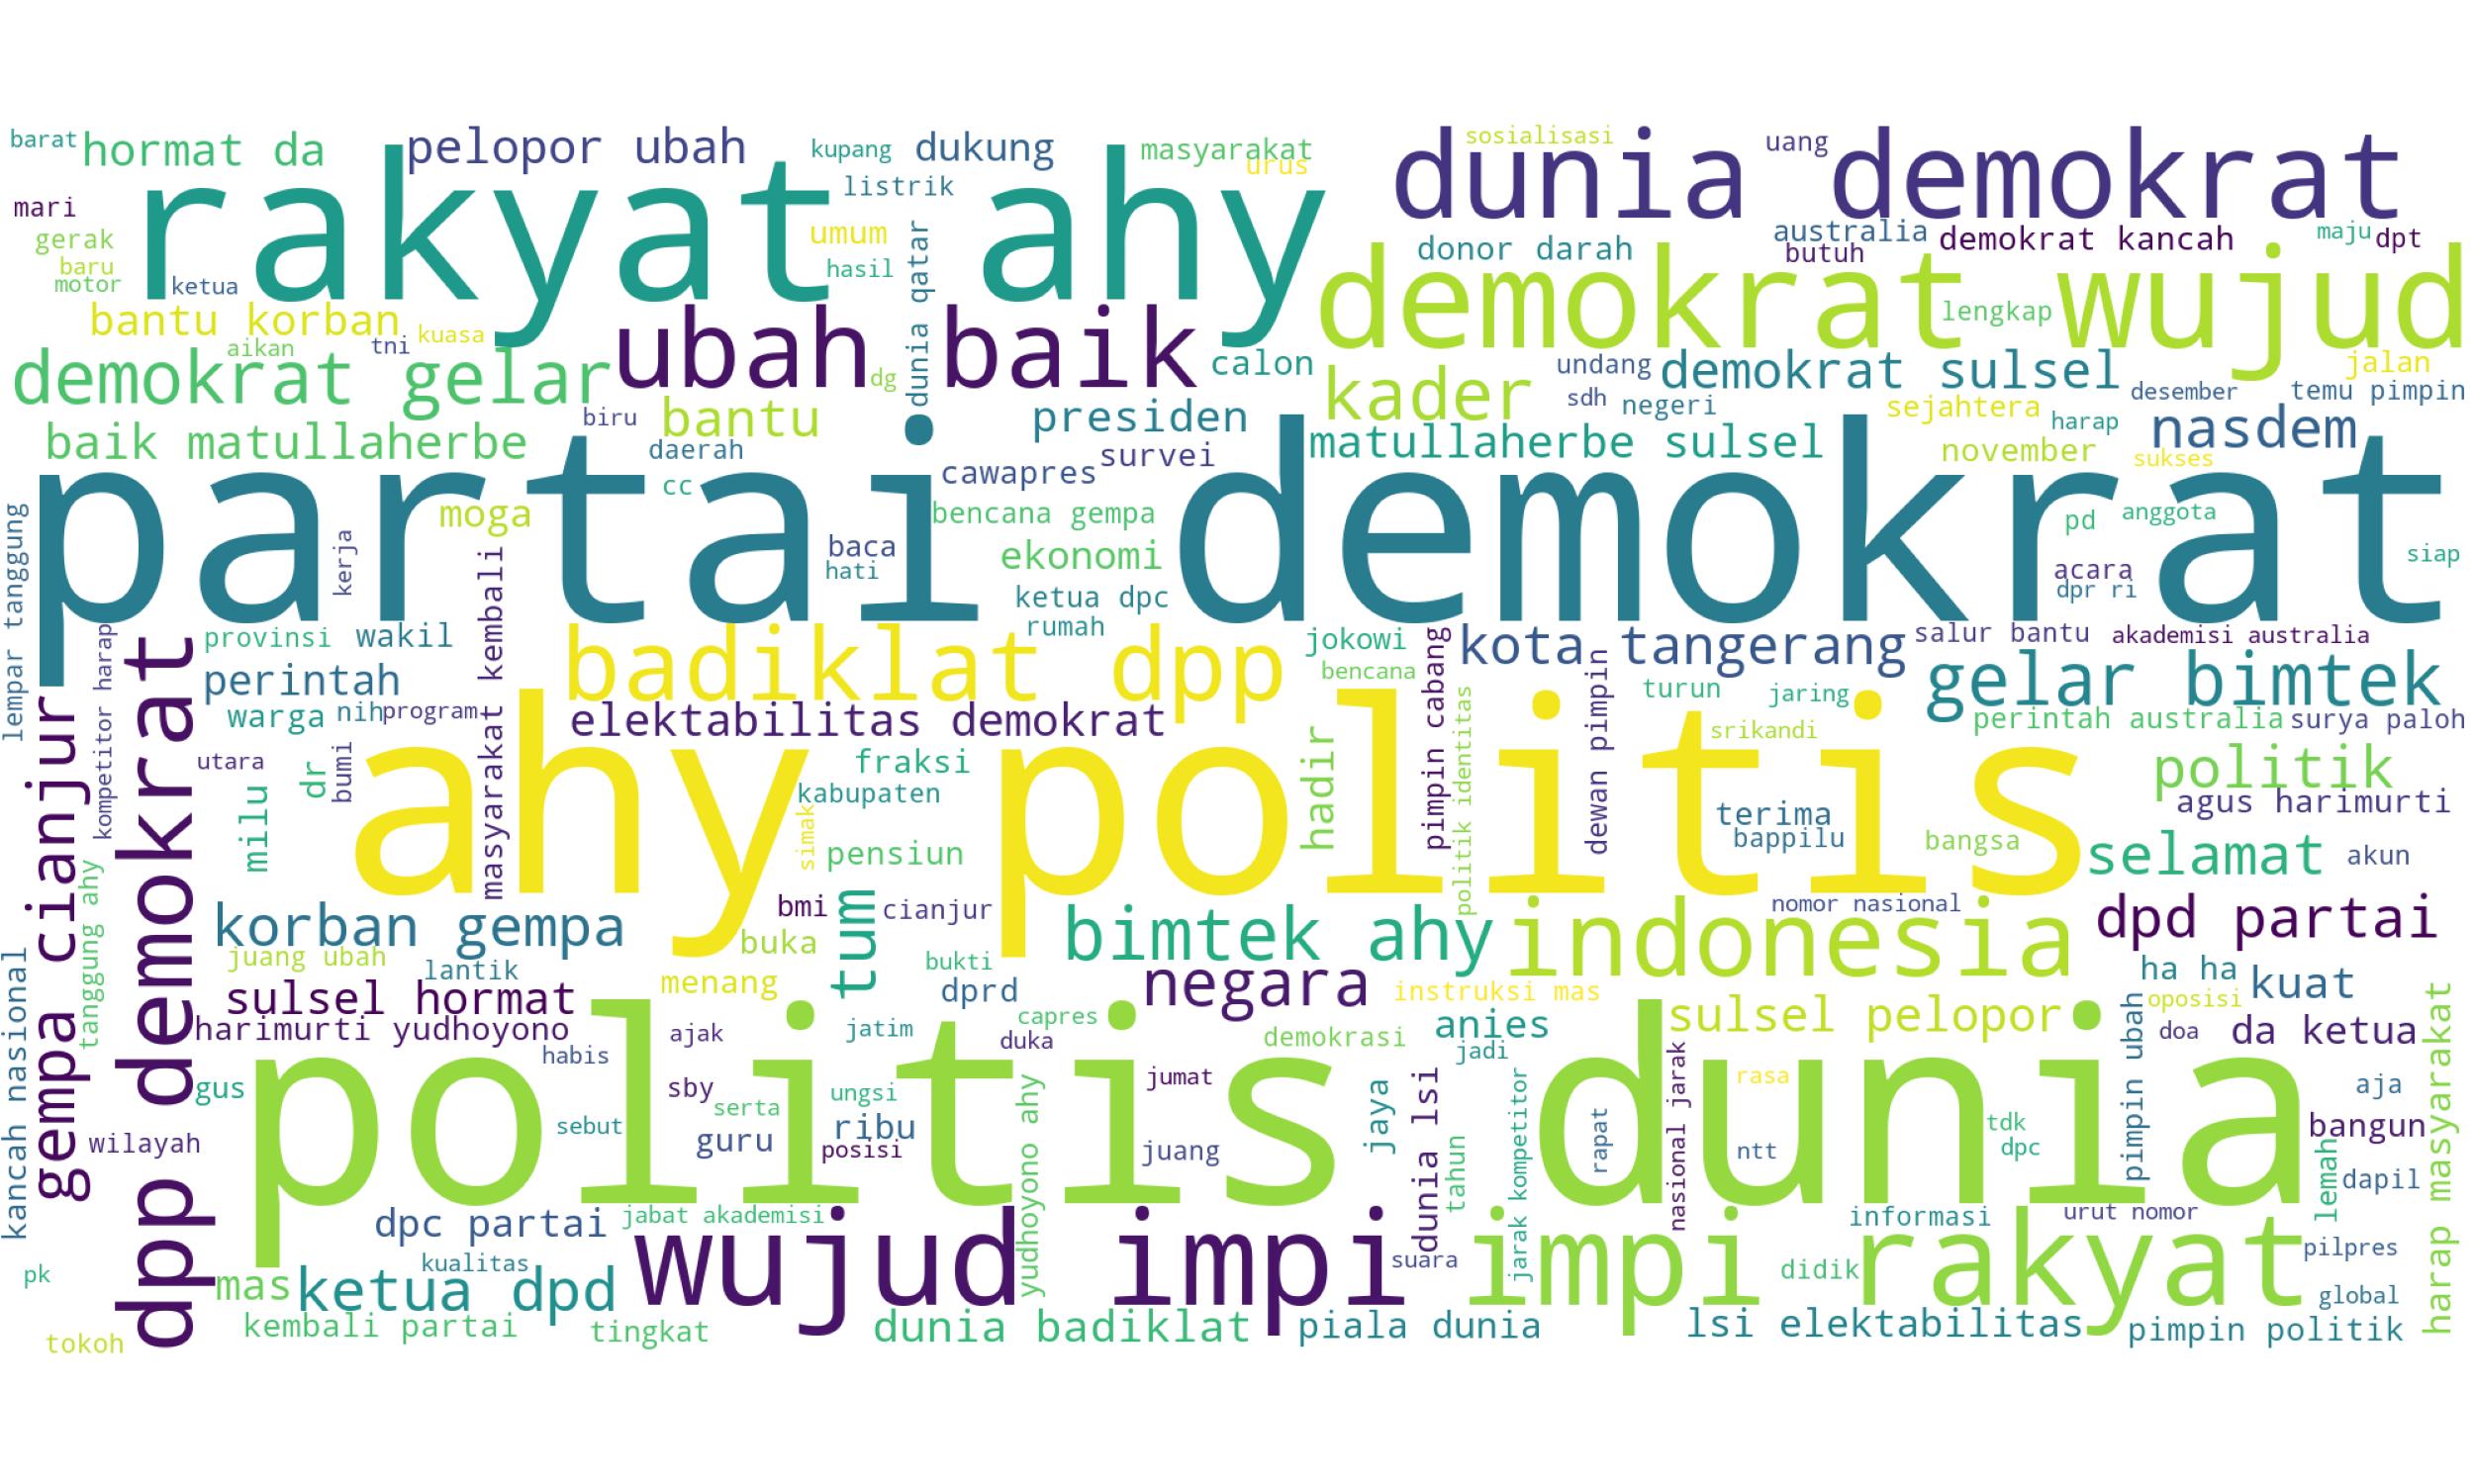 barat
hormat da
pelopor ubah
kupang
dukung
masyarakat
urus
dunia demokrat
sosialisasi
uang
mari
rakyat ahy
listrik
gerak
baru
motor
ketua
umum
hasil
dunia qatar
donor darah
australia
butuh
demokrat kancah
maju
dpt
bantu korban
kuasa
aikan
tni
ubah baik
demokrat wujud
lengkap
demokrat gelar
dg
calon
kader
undang
sdh
negeri
demokrat sulsel
jalan
desember
temu pimpin
baik matullaherbe
biru
bantu
daerah
presiden
survei
matullaherbe sulsel
sejahtera
harap
november
sukses
nasdem
partai demokrat
cc
cawapres
moga
bencana gempa
pd
anggota
siap
lempar tanggung
kerja
masyarakat kembali
baca
hati
ekonomi
acara
dpr ri
ketua dpc
rumah
kompetitor harap
dpp demokrat
provinsi
wakil
badiklat dpp
jokowi
bencana
pimpin cabang
kota tangerang
salur bantu
akademisi australia
perintah
warga
nih
program
elektabilitas demokrat
politik identitas
dewan pimpin
turun
jaring
gelar bimtek
perintah australia
surya paloh
gempa cianjur
utara
dr
bumi
ahy politis
fraksi
hadir
srikandi
politik
milu
kabupaten
simak
terima
bappilu
agus harimurti
tanggung ahy
pensiun
bangsa
selamat
akun
korban gempa
bmi
tum
cianjur
bimtek ahy
indonesia
nomor nasional
dpd partai
kancah nasional
juang ubah
lantik
buka
bukti
menang
dprd
negara
instruksi mas
ha ha
kuat
oposisi
sulsel hormat
harimurti yudhoyono
ajak
jatim
capres
duka
demokrasi
anies
jadi
sulsel pelopor
pimpin ubah
doa
da ketua
harap masyarakat
habis
politis dunia
gus
sby
serta
ungsi
jumat
jaya
dunia lsi
jarak kompetitor
nasional jarak
rasa
aja
wilayah
sebut
guru
ribu
posisi
yudhoyono ahy
juang
tahun
rapat
ntt
tdk
dpc
bangun
lemah
dapil
dpc partai
jabat akademisi
wujud impi
suara
impi rakyat
informasi
urut nomor
pilpres
pk
mas
kualitas
ketua dpd
didik
global
tokoh
kembali partai
tingkat
dunia badiklat
piala dunia
lsi elektabilitas
pimpin politik